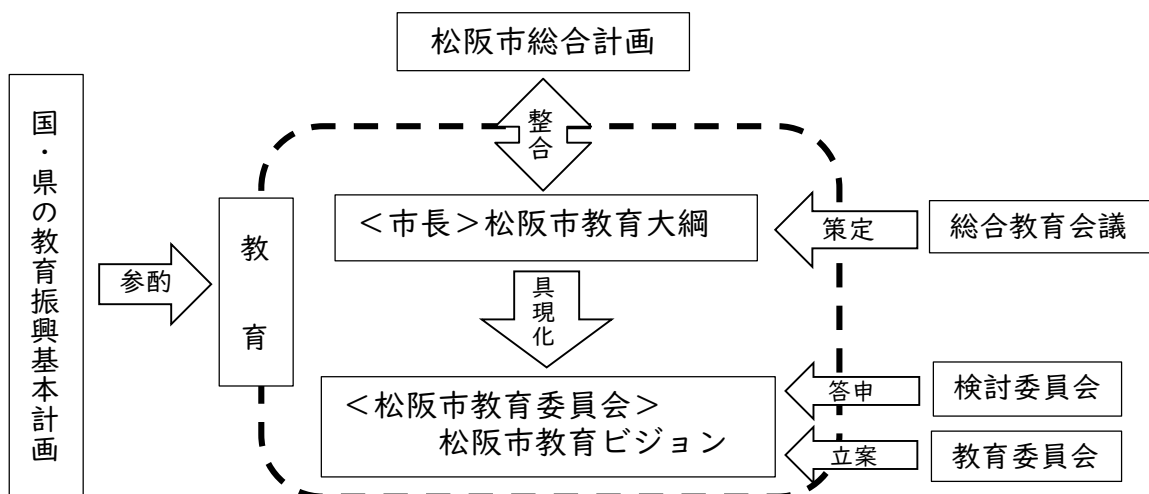 松阪市総合計画
整合
国・県の教育振興基本計画
参酌
教育
＜市長＞松阪市教育大綱
策定
総合教育会議
具現化
＜松阪市教育委員会＞
松阪市教育ビジョン
答申
検討委員会
立案
教育委員会